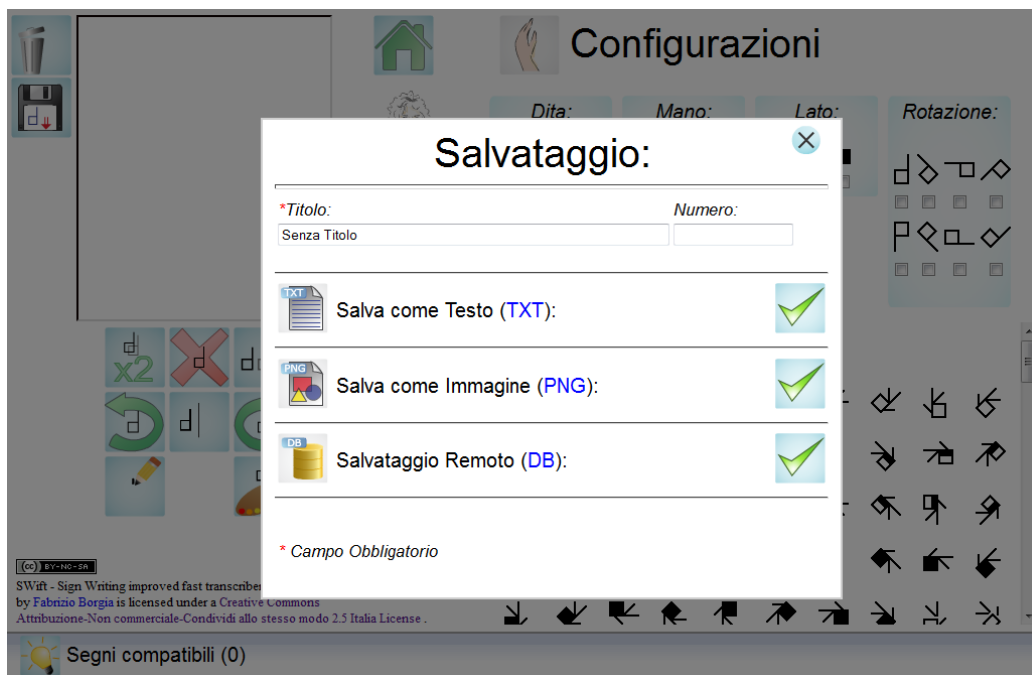 Configurazioni
Dita:
Mano:
Lato:
Rotazione:
Salvataggio:
*Titolo:
Numero:
Senza Titolo
TXT
Salva come Testo (TXT):
PNG
Salva come Immagine (PNG):
DB
Salvataggio Remoto (DB):
* Campo Obbligatorio
x2
(cc) BY-NC-SA
SWift - Sign Writing improved fast transcriber
by Fabrizio Borgia is licensed under a Creative Commons
Attribuzione-Non commerciale-Condividi allo stesso modo 2.5 Italia License .
Segni compatibili (0)